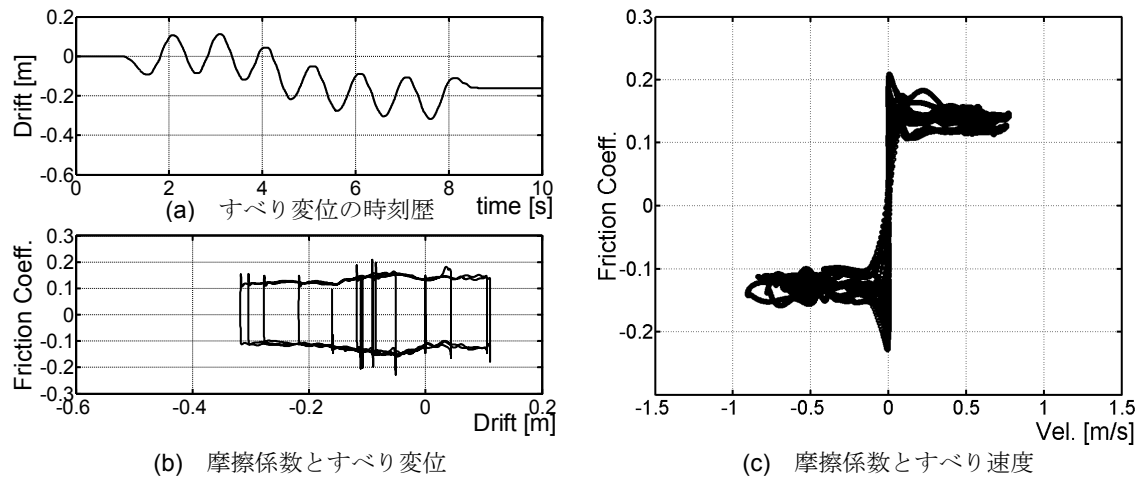 Drift [m]
0.2
0
-0.2
-0.4
-0.6
0 2 4 6 8 10
(a) すべり変位の時刻歴 time [s]
Friction Coeff.
0.3
0.2
0.1
0
-0.1
-0.2
-0.3
-0.6 -0.4 -0.2 0 0.2
Drift [m]
(b) 摩擦係数とすべり変位
Friction Coeff.
0.3
0.2
0.1
0
-0.1
-0.2
-1.5 -1 -0.5 0 0.5 1 1.5
Vel. [m/s]
(c) 摩擦係数とすべり速度